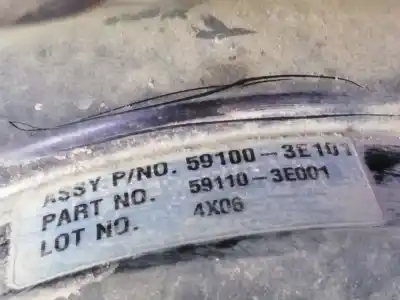 ASSY P/NO. 59100-3E101
PART NO. 59110-3E001
LOT NO. 4X06